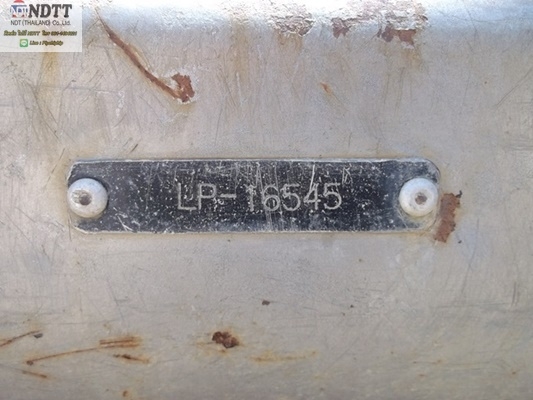 NDTT
NDT (THAILAND) Co., Ltd.
LP-16545